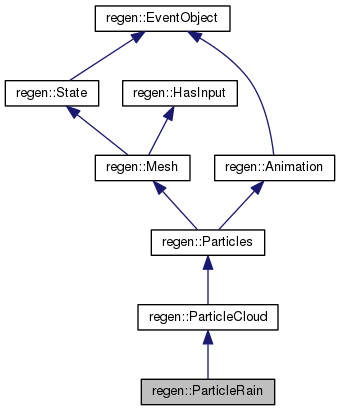 regen::EventObject
regen::State
regen::HasInput
regen::Mesh
regen::Animation
regen::Particles
regen::ParticleCloud
regen::ParticleRain